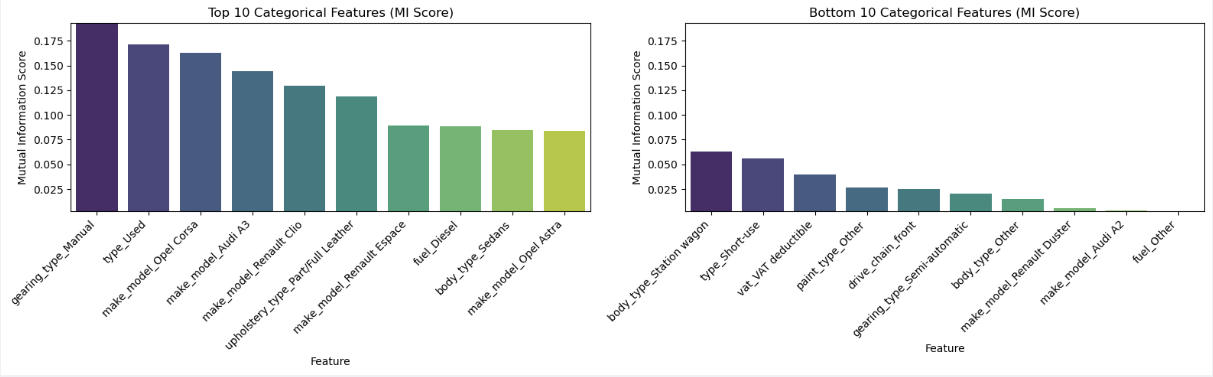 Top 10 Categorical Features (MI Score)
Mutual Information Score
0.175
0.150
0.125
0.100
0.075
0.050
0.025
gearing_type_Manual
type_Used
make_model_Opel Corsa
make_model_Audi A3
make_model_Renault Clio
upholstery_type_Part/Full Leather
make_model_Renault Espace
fuel_Diesel
body_type_Sedans
make_model_Opel Astra
Feature
Bottom 10 Categorical Features (MI Score)
Mutual Information Score
0.175
0.150
0.125
0.100
0.075
0.050
0.025
body_type_Station wagon
type_Short-use
vat_VAT deductible
paint_type_Other
drive_chain_front
gearing_type_Semi-automatic
body_type_Other
make_model_Renault Duster
make_model_Audi A2
fuel_Other
Feature